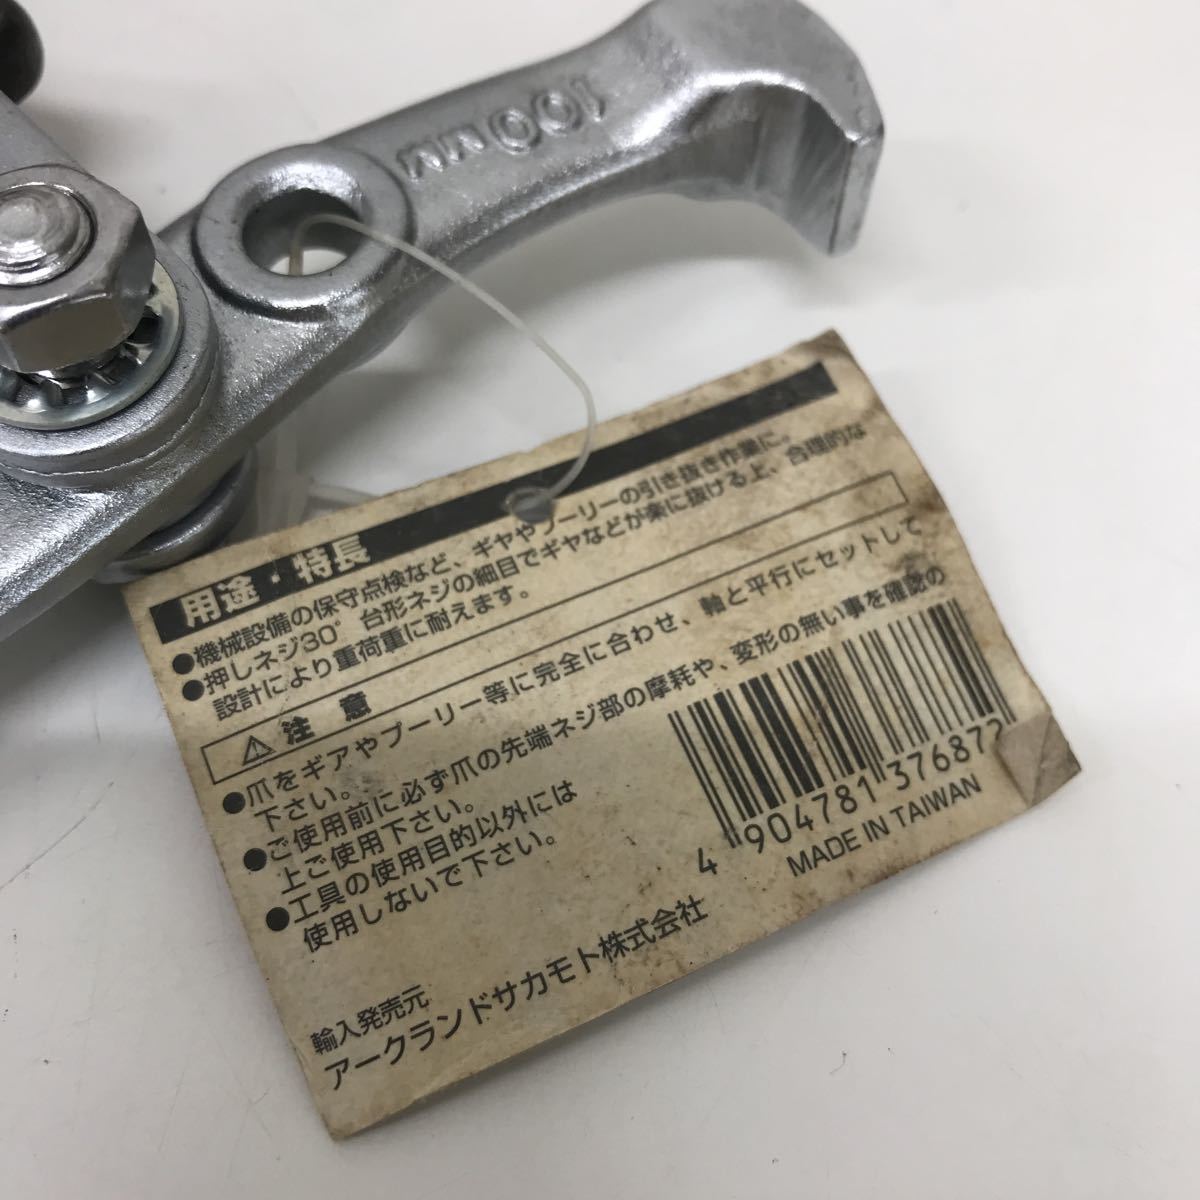 100mm
用途・特長
●機械設備の保守点検など、ギヤやプーリーの引き抜き作業に。
●押しネジ30°台形ネジの細目でギヤなどが楽に抜ける上、合理的な
設計により重荷重に耐えます。
⚠注 意
●爪をギアやプーリー等に完全に合わせ、軸と平行にセットして
下さい。
●ご使用前に必ず爪の先端ネジ部の摩耗や、変形の無い事を確認の
上ご使用下さい。
●工具の使用目的以外には
使用しないで下さい。
4 904781 376872
MADE IN TAIWAN
輸入発売元
アークランドサカモト株式会社